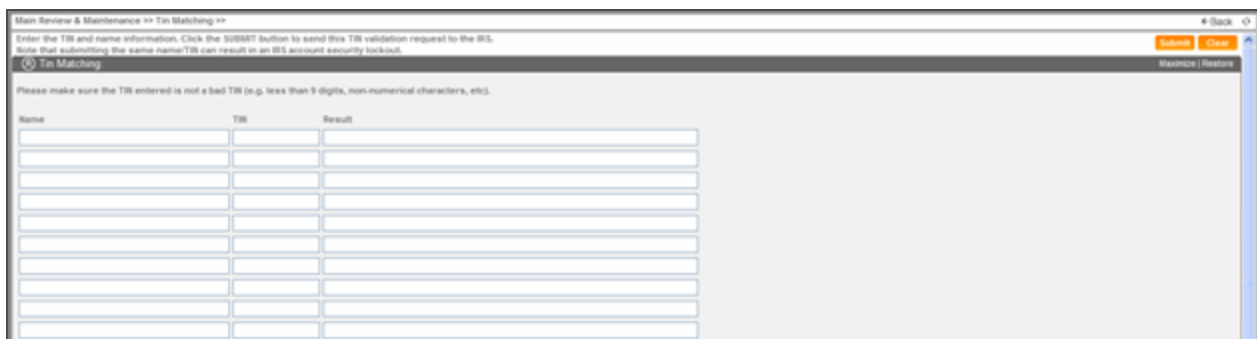 Main Review & Maintenance >> Tin Matching >>
Back
Enter the TIN and name information. Click the SUBMIT button to send this TIN validation request to the IRS.
Note that submitting the same name/TIN can result in an IRS account security lockout.
Submit Clear
Tin Matching:
Maximize | Restore
Please make sure the TIN entered is not a bad TIN (e.g. less than 9 digits, non-numerical characters, etc).
Name TIN Result